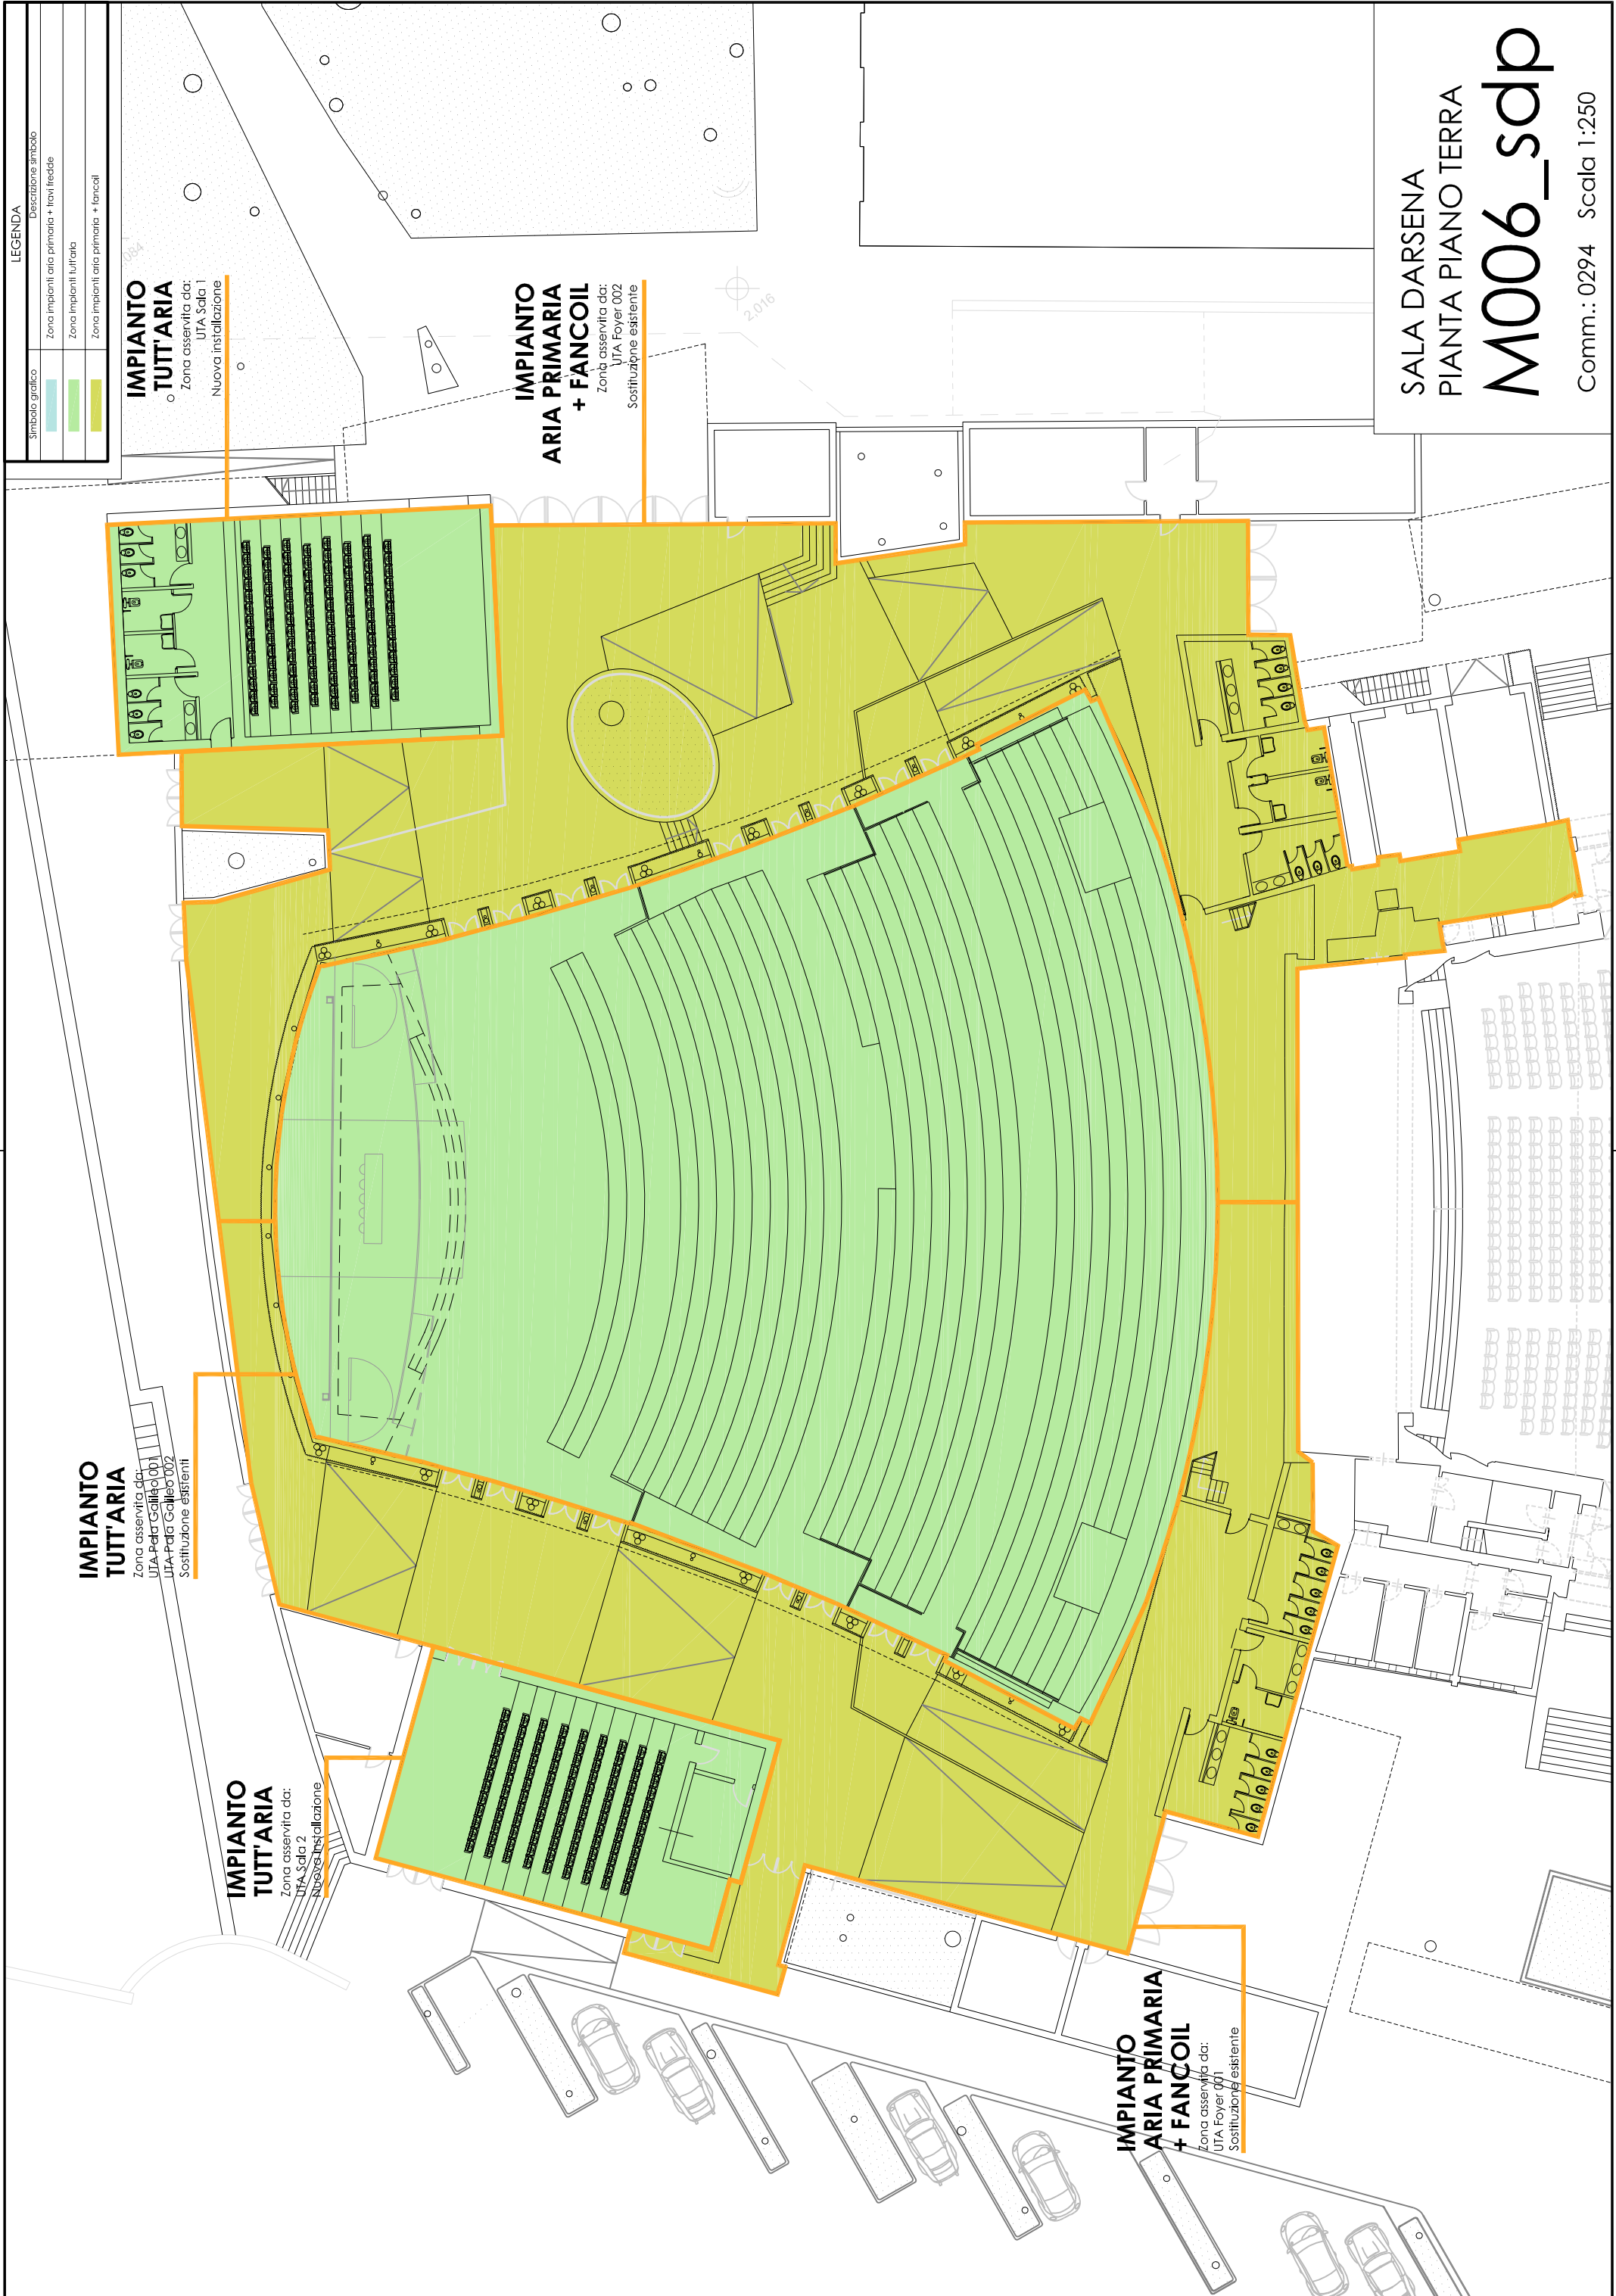 LEGENDA
Simbolo grafico
Descrizione simbolo
Zona impianti aria primaria + travi fredde
Zona impianti tutt'aria
Zona impianti aria primaria + fancoil
IMPIANTO
TUTT'ARIA
Zona asservita da:
UTA Sala 1
Nuova installazione
IMPIANTO
ARIA PRIMARIA
+ FANCOIL
Zona asservita da:
UTA Foyer 002
Sostituzione esistente
2,016
IMPIANTO
TUTT'ARIA
Zona asservita da:
UTA Pala Galileo 001
UTA Pala Galileo 002
Sostituzione esistenti
IMPIANTO
TUTT'ARIA
Zona asservita da:
UTA Sala 2
Nuova installazione
IMPIANTO
ARIA PRIMARIA
+ FANCOIL
Zona asservita da:
UTA Foyer 001
Sostituzione esistente
SALA DARSENA
PIANTA PIANO TERRA
M006_sdp
Comm.: 0294 Scala 1:250